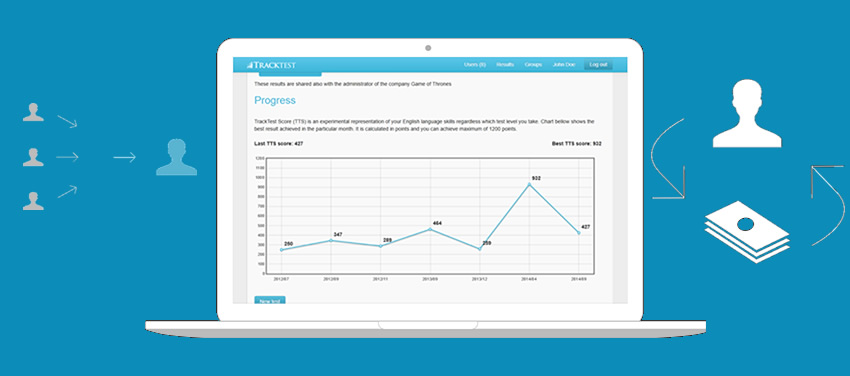 TRACKTEST Users (6) Results Groups John Doe Log out
These results are shared also with the administrator of the company Game of Thrones
Progress
TrackTest Score (TTS) is an experimental representation of your English language skills regardless which test level you take. Chart bellow shows the
best result achieved in the particular month. It is calculated in points and you can achieve maximum of 1200 points.
Last TTS score: 427 Best TTS score: 932
1200
1100
1000
900
800
700
600
500
400
300
200
100
0
250 347 289 464 259 932 427
2012/07 2012/09 2012/11 2013/09 2013/12 2014/04 2014/09
New test